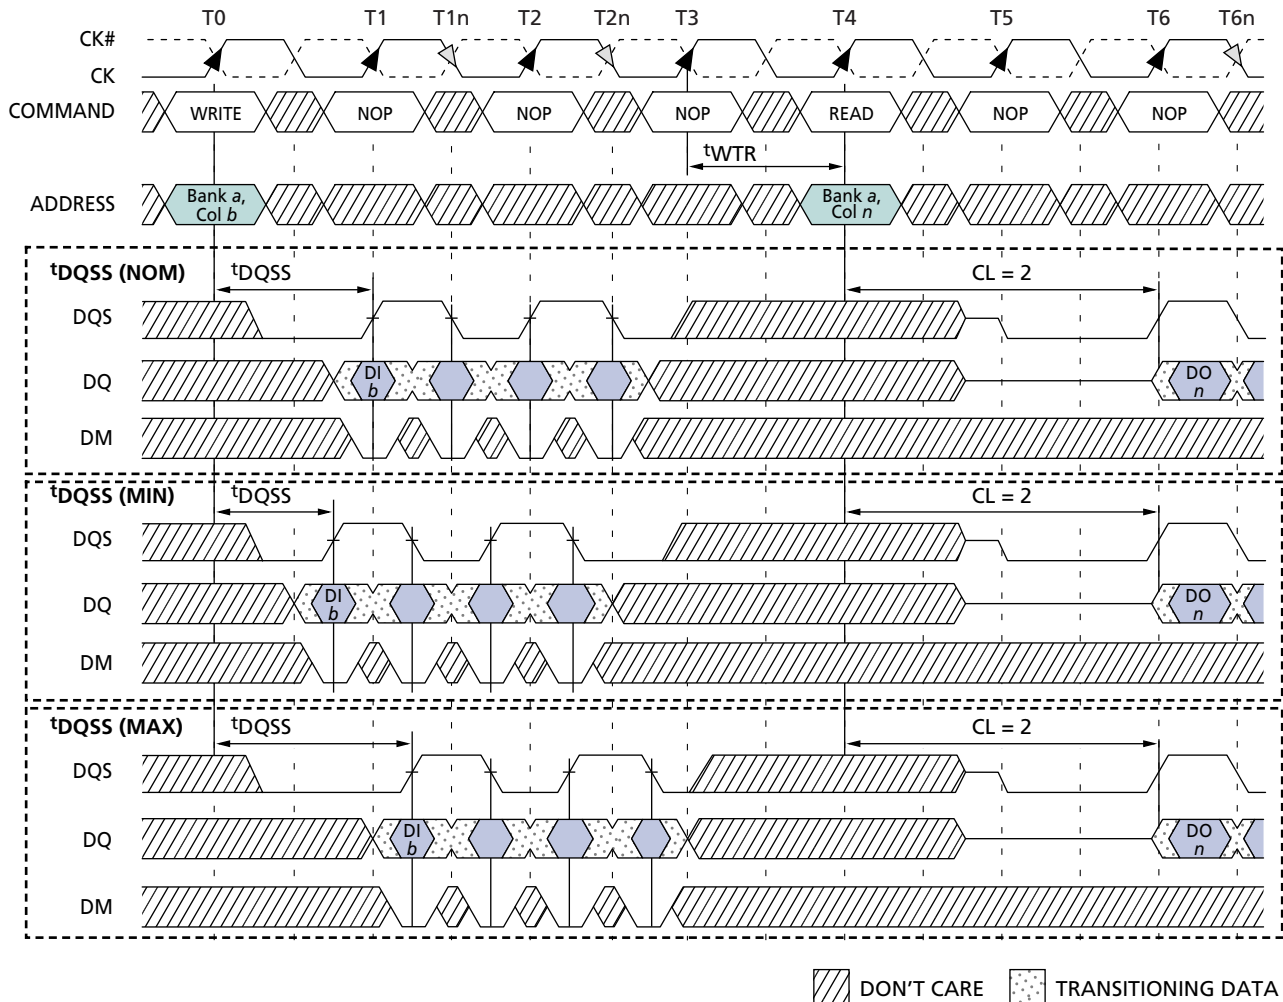 T0 T1 T1n T2 T2n T3 T4 T5 T6 T6n
CK#
CK
COMMAND WRITE NOP NOP NOP READ NOP NOP
tWTR
ADDRESS Bank a, Col b Bank a, Col n
tDQSS (NOM) tDQSS CL = 2
DQS
DQ DI b DO n
DM
tDQSS (MIN) tDQSS CL = 2
DQS
DQ DI b DO n
DM
tDQSS (MAX) tDQSS CL = 2
DQS
DQ DI b DO n
DM
DON'T CARE TRANSITIONING DATA